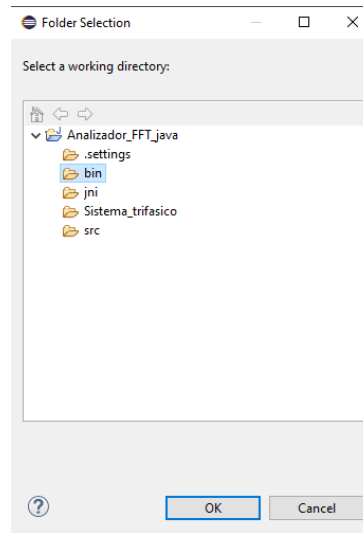 Folder Selection
Select a working directory:
Analizador_FFT_java
.settings
bin
jni
Sistema_trifasico
src
?
OK
Cancel